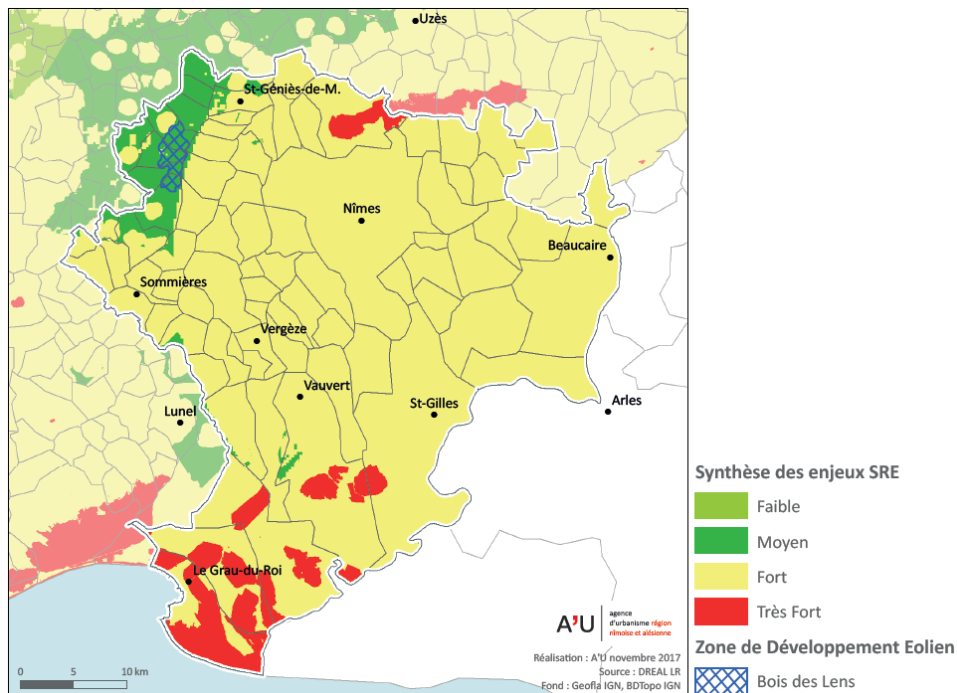 Uzès
St-Géniès-de-M.
Nîmes
Beaucaire
Sommières
Vergèze
Vauvert
St-Gilles
Arles
Lunel
Le Grau-du-Roi
Synthèse des enjeux SRE
Faible
Moyen
Fort
Très Fort
Zone de Développement Eolien
Bois des Lens
A'U
agence
d'urbanisme région
nîmoise et alésienne
Réalisation : A'U novembre 2017
Source : DREAL LR
Fond : Geofla IGN, BDTopo IGN
0 5 10 km